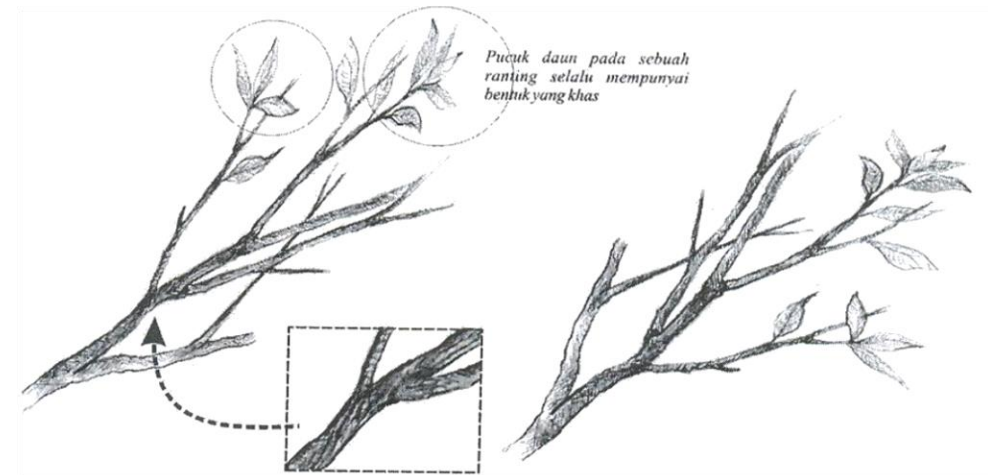 Pucuk daun pada sebuah
ranting selalu mempunyai
bentuk yang khas